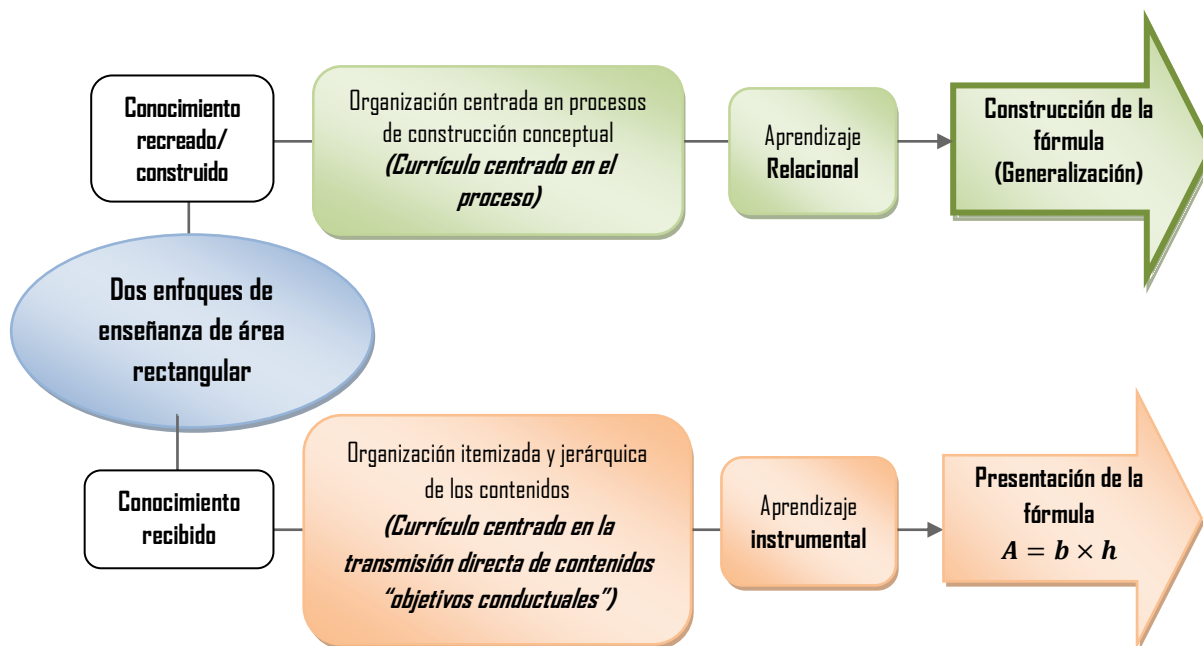 Conocimiento
recreado/
construido
Organización centrada en procesos
de construcción conceptual
(Currículo centrado en el
proceso)
Aprendizaje
Relacional
Construcción de la
fórmula
(Generalización)
Dos enfoques de
enseñanza de área
rectangular
Conocimiento
recibido
Organización itemizada y jerárquica
de los contenidos
(Currículo centrado en la
transmisión directa de contenidos
“objetivos conductuales”)
Aprendizaje
instrumental
Presentación de la
fórmula
A = b × h